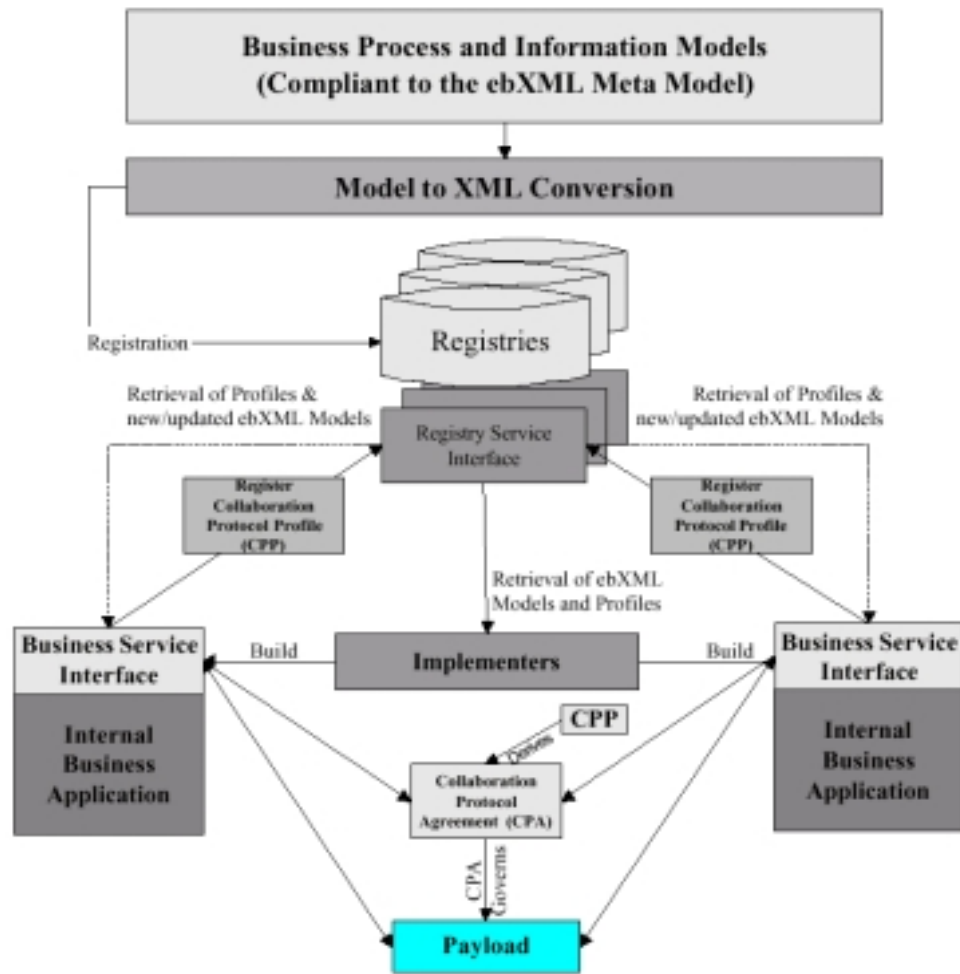 Business Process and Information Models
(Compliant to the ebXML Meta Model)
Model to XML Conversion
Registries
Registration
Retrieval of Profiles &
new/updated ebXML Models
Retrieval of Profiles &
new/updated ebXML Models
Registry Service
Interface
Register
Collaboration
Protocol Profile
(CPP)
Register
Collaboration
Protocol Profile
(CPP)
Retrieval of ebXML
Models and Profiles
Business Service
Interface
Build
Implementers
Build
Business Service
Interface
Internal
Business
Application
CPP
Derives
Internal
Business
Application
Collaboration
Protocol
Agreement (CPA)
CPA
Governs
Payload